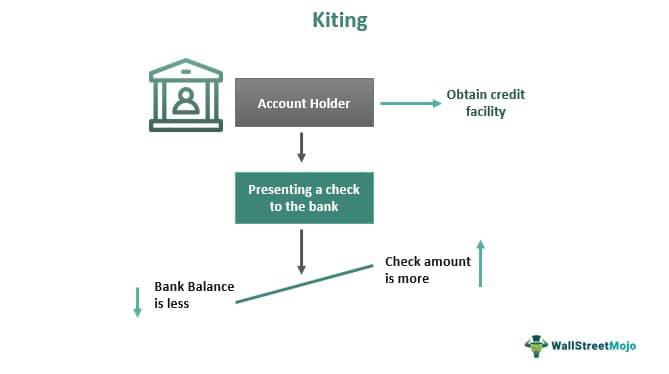 Kiting
Account Holder
Obtain credit
facility
Presenting a check
to the bank
Check amount
is more
Bank Balance
is less
WallStreetMojo